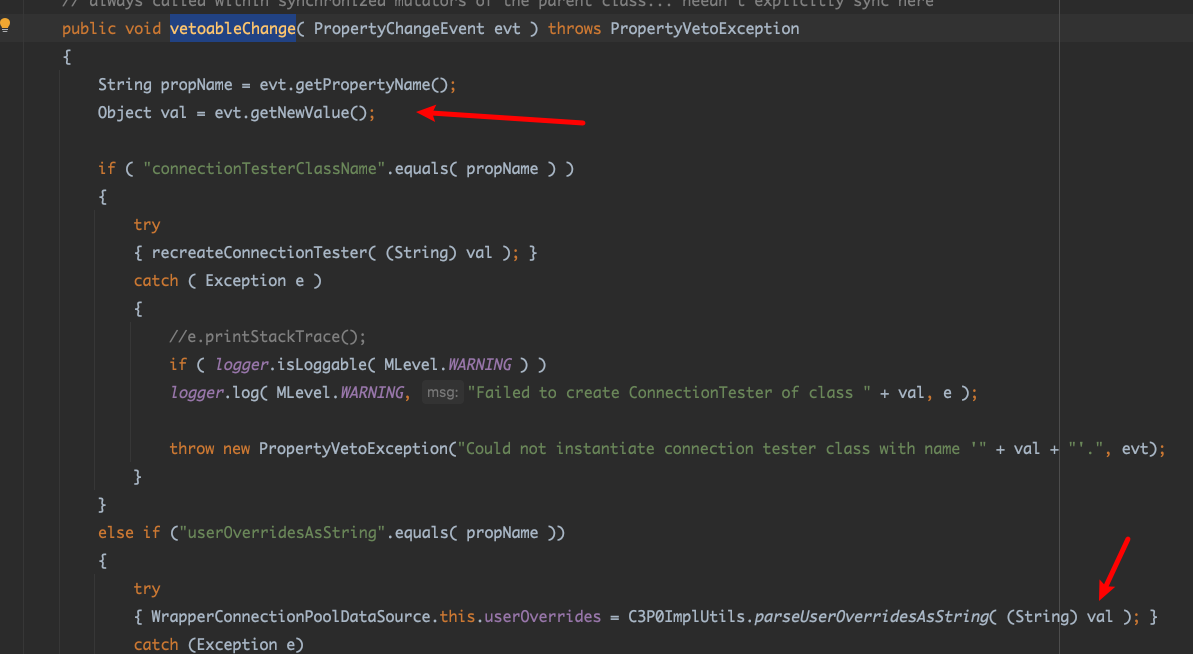 // always called within synchronized mutators of the parent class... needn't explicitly sync here
public void vetoableChange( PropertyChangeEvent evt ) throws PropertyVetoException
{
String propName = evt.getPropertyName();
Object val = evt.getNewValue();
if ( "connectionTesterClassName".equals( propName ) )
{
try
{ recreateConnectionTester( (String) val ); }
catch ( Exception e )
{
//e.printStackTrace();
if ( logger.isLoggable( MLevel.WARNING ) )
logger.log( MLevel.WARNING, msg: "Failed to create ConnectionTester of class " + val, e );
throw new PropertyVetoException("Could not instantiate connection tester class with name '" + val + "'.", evt);
}
}
else if ("userOverridesAsString".equals( propName ))
{
try
{ WrapperConnectionPoolDataSource.this.userOverrides = C3P0ImplUtils.parseUserOverridesAsString( (String) val ); }
catch (Exception e)